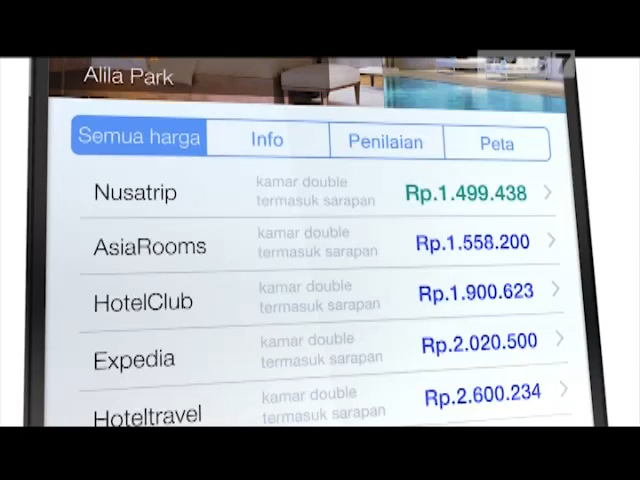 Alila Park
7
Semua harga
Info
Penilaian
Peta
Nusatrip
kamar double
termasuk sarapan
Rp.1.499.438
AsiaRooms
kamar double
termasuk sarapan
Rp.1.558.200
HotelClub
kamar double
termasuk sarapan
Rp.1.900.623
Expedia
kamar double
termasuk sarapan
Rp.2.020.500
Hoteltravel
kamar double
termasuk sarapan
Rp.2.600.234